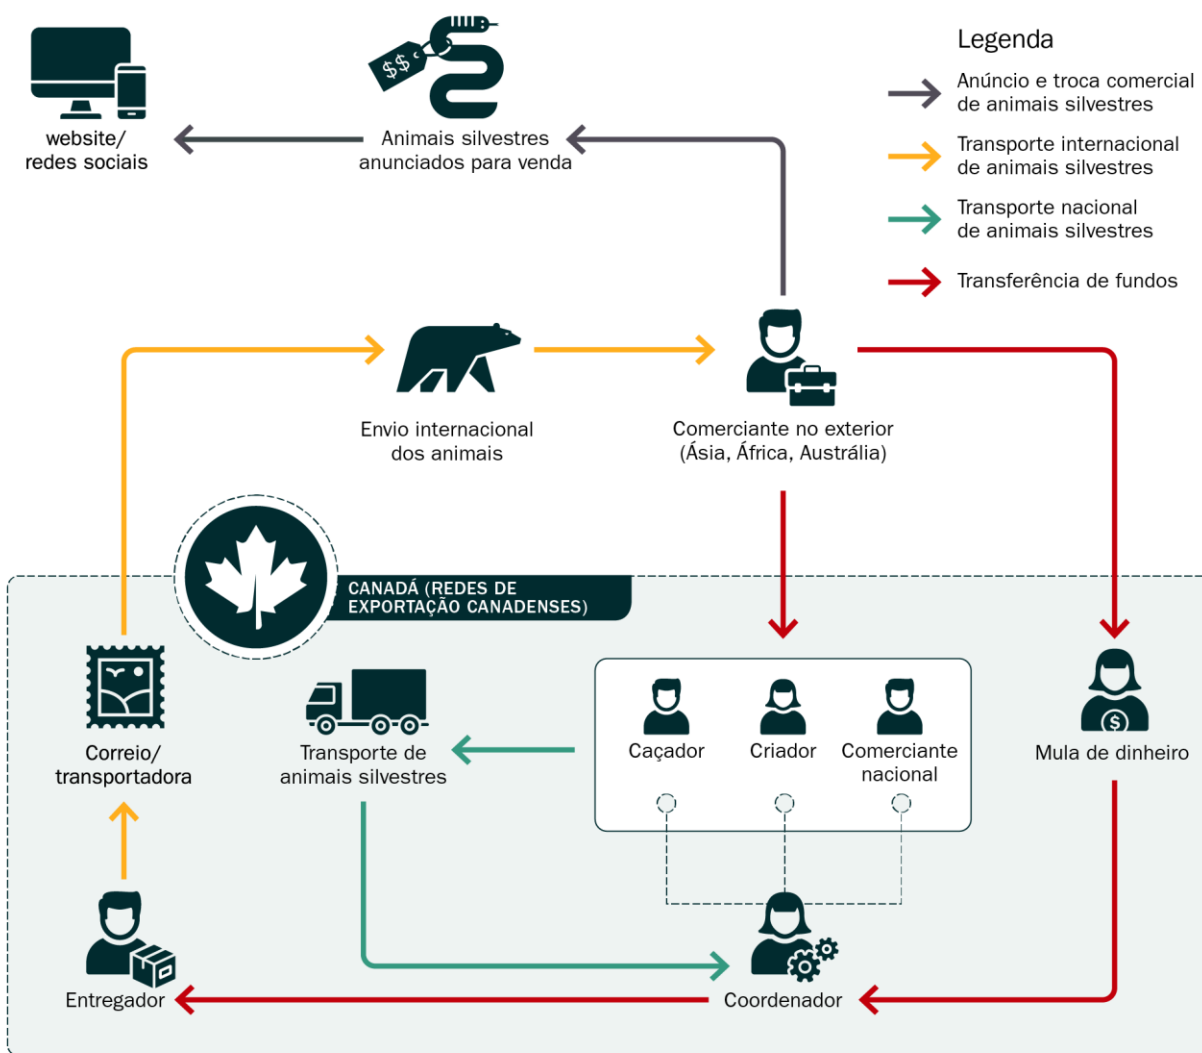 Legenda
Anúncio e troca comercial
de animais silvestres
Transporte internacional
de animais silvestres
Transporte nacional
de animais silvestres
Transferência de fundos
$$
website/
redes sociais
Animais silvestres
anunciados para venda
Envio internacional
dos animais
Comerciante no exterior
(Ásia, África, Austrália)
CANADÁ (REDES DE
EXPORTAÇÃO CANADENSES)
Correio/
transportadora
Transporte de
animais silvestres
Caçador
Criador
Comerciante
nacional
$
Mula de dinheiro
Entregador
Coordenador